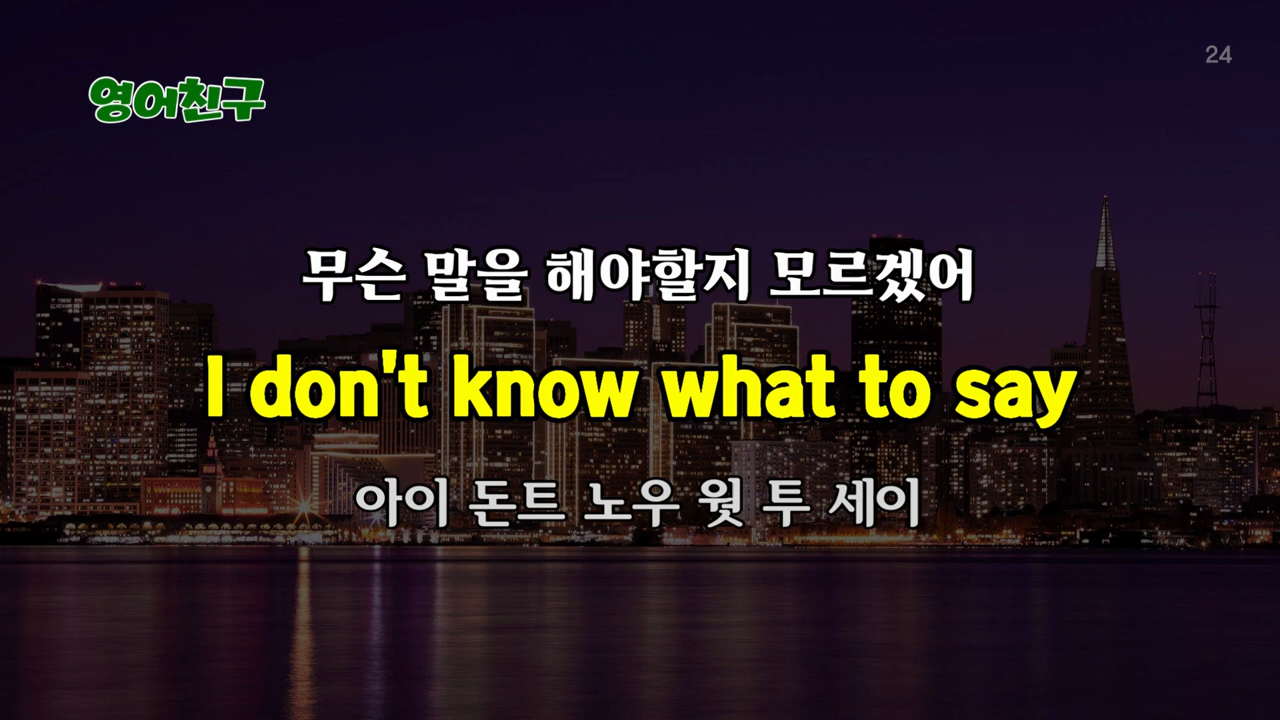 24
영어친구
무슨 말을 해야할지 모르겠어
I don't know what to say
아이 돈트 노우 웟 투 세이